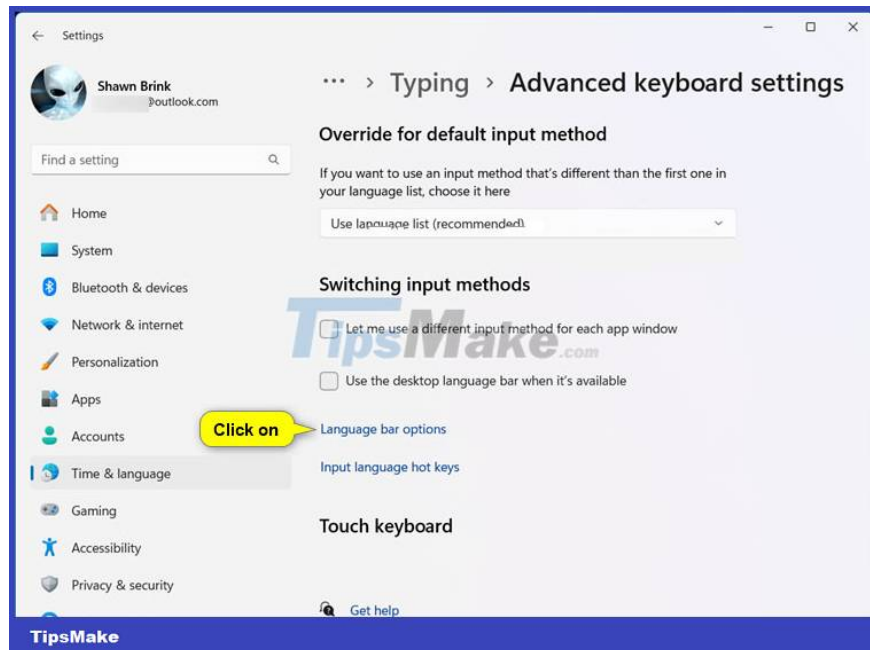 Settings
Shawn Brink
@outlook.com
Find a setting
Home
System
Bluetooth & devices
Network & internet
Personalization
Apps
Accounts
Time & language
Gaming
Accessibility
Privacy & security
... > Typing > Advanced keyboard settings
Override for default input method
If you want to use an input method that's different than the first one in
your language list, choose it here
Use language list (recommended)
Switching input methods
Let me use a different input method for each app window
TipsMake.com
Use the desktop language bar when it's available
Click on
Language bar options
Input language hot keys
Touch keyboard
Get help
TipsMake